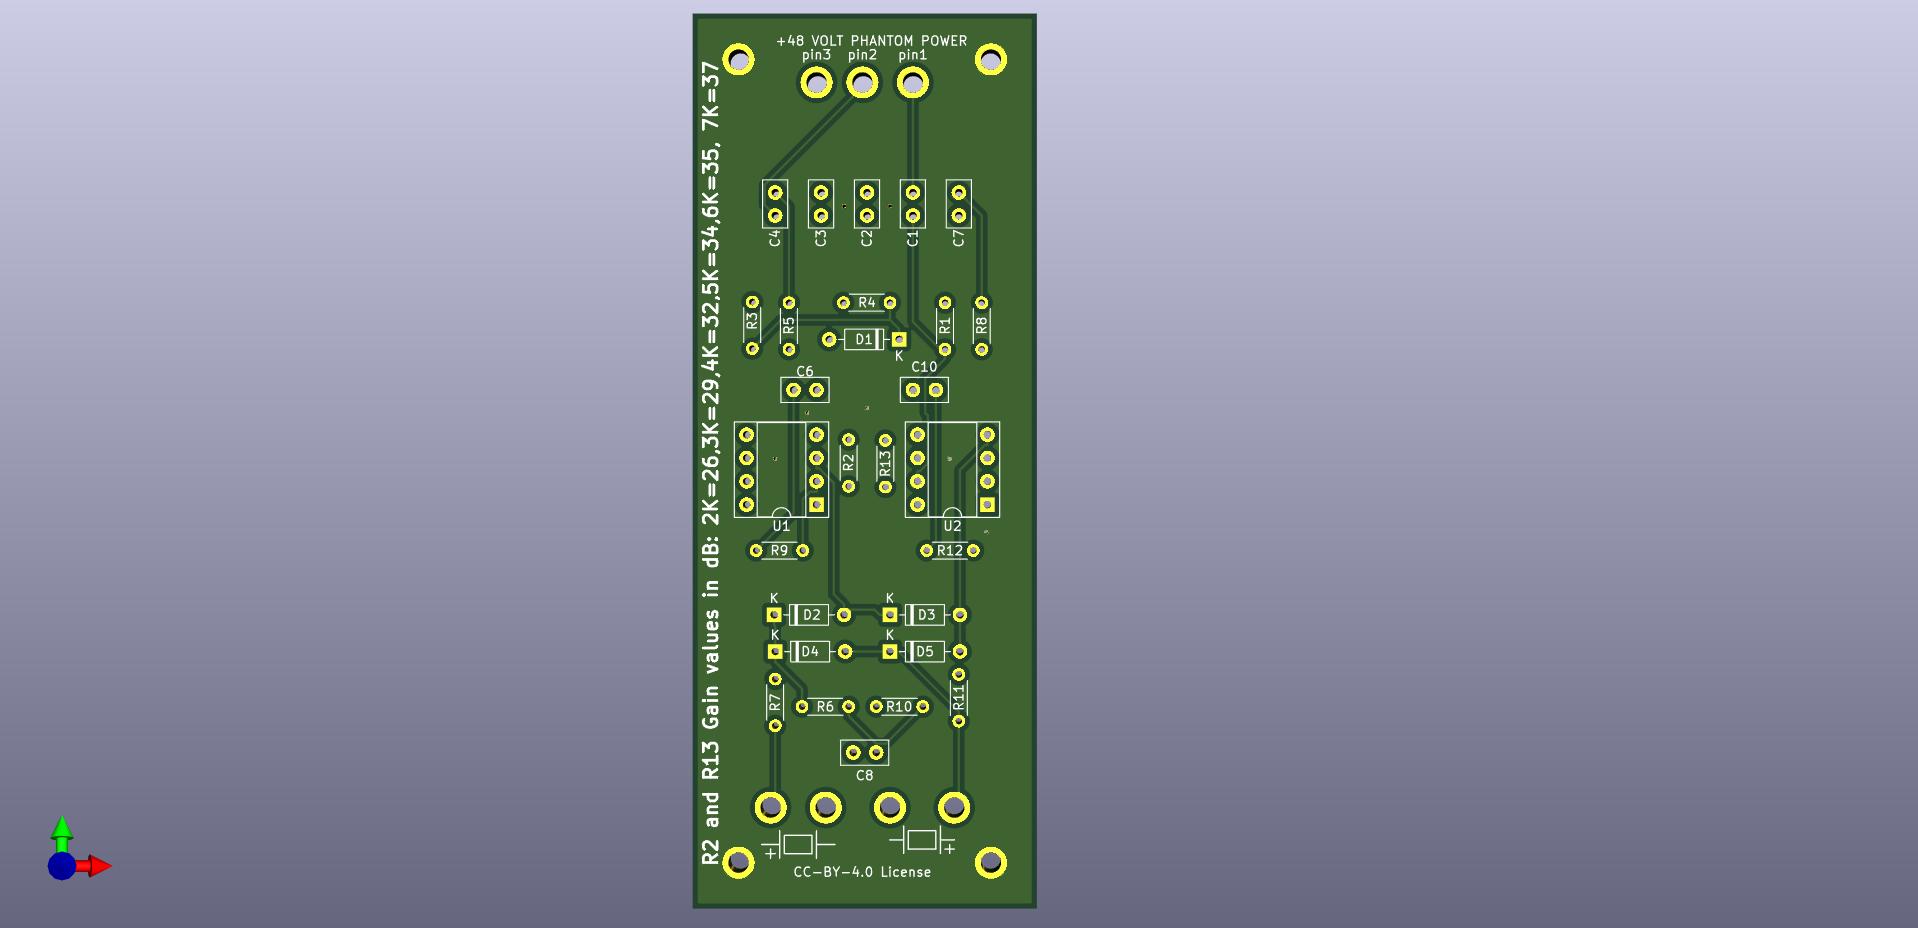 +48 VOLT PHANTOM POWER
pin3 pin2 pin1
R2 and R13 Gain values in dB: 2K=26,3K=29,4K=32,5K=34,6K=35, 7K=37
C4 C3 C2 C1 C7
R3 R5 R4 R1 R8
D1
K
C6 C10
R2 R13
U1 U2
R9 R12
K K
D2 D3
K K
D4 D5
R7 R6 R10 R11
C8
+ +
CC-BY-4.0 License